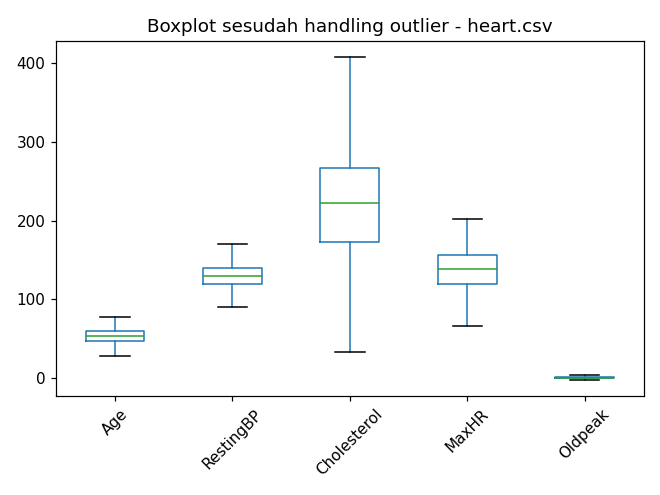 Boxplot sesudah handling outlier - heart.csv
400
300
200
100
0
Age
RestingBP
Cholesterol
MaxHR
Oldpeak